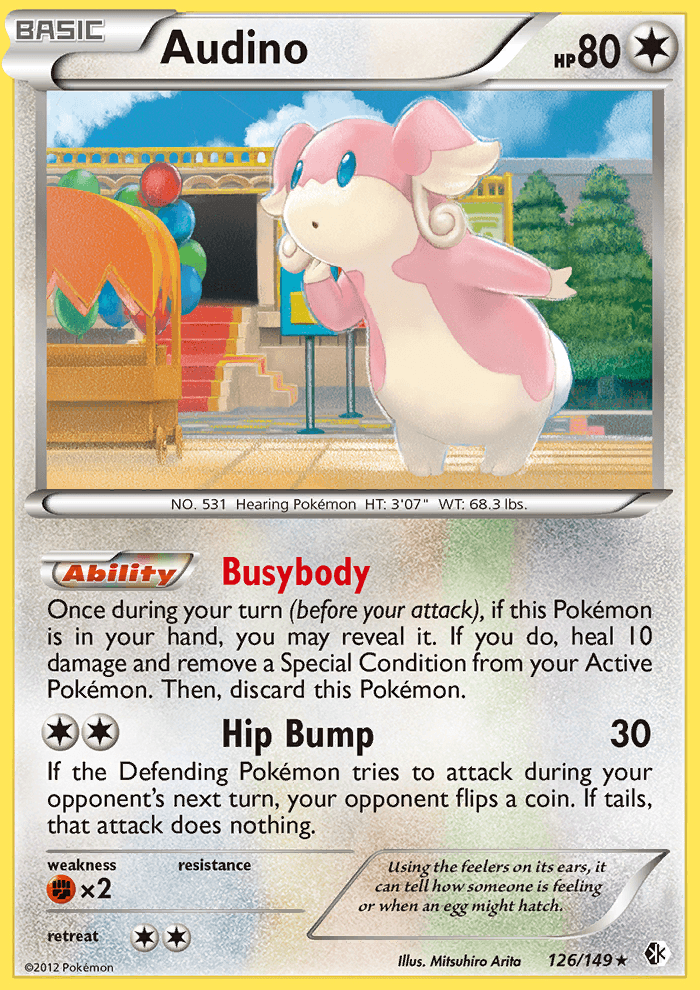 BASIC
Audino
HP80
NO. 531 Hearing Pokémon HT: 3'07" WT: 68.3 lbs.
Ability Busybody
Once during your turn (before your attack), if this Pokémon
is in your hand, you may reveal it. If you do, heal 10
damage and remove a Special Condition from your Active
Pokémon. Then, discard this Pokémon.
Hip Bump 30
If the Defending Pokémon tries to attack during your
opponent's next turn, your opponent flips a coin. If tails,
that attack does nothing.
weakness resistance
×2
Using the feelers on its ears, it
can tell how someone is feeling
or when an egg might hatch.
retreat
©2012 Pokémon
Illus. Mitsuhiro Arita 126/149★